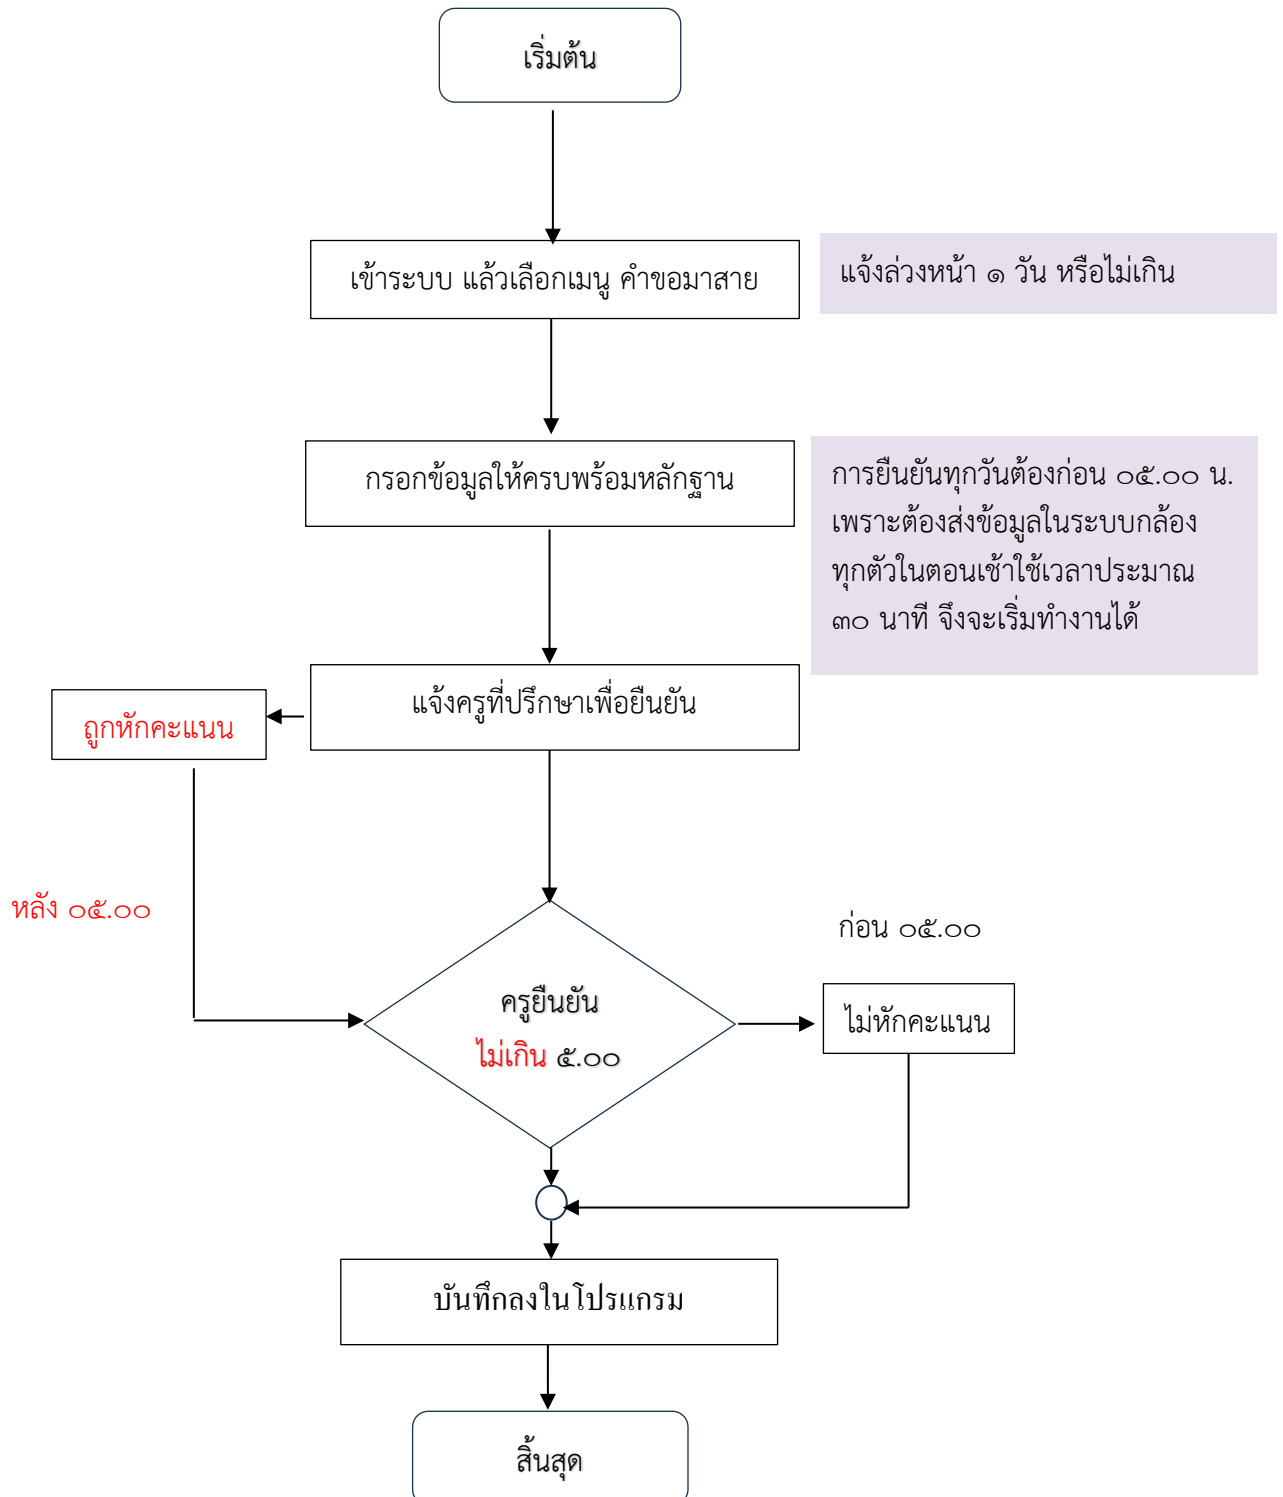 เริ่มต้น
เข้าระบบ แล้วเลือกเมนู คำขอมาสาย
แจ้งล่วงหน้า ๑ วัน หรือไม่เกิน
กรอกข้อมูลให้ครบพร้อมหลักฐาน
การยืนยันทุกวันต้องก่อน ๐๕.๐๐ น.
เพราะต้องส่งข้อมูลในระบบกล้อง
ทุกตัวในตอนเช้าใช้เวลาประมาณ
๓๐ นาที จึงจะเริ่มทำงานได้
แจ้งครูที่ปรึกษาเพื่อยืนยัน
ถูกหักคะแนน
หลัง ๐๕.๐๐
ก่อน ๐๕.๐๐
ครูยืนยัน
ไม่เกิน ๕.๐๐
ไม่หักคะแนน
บันทึกลงในโปรแกรม
สิ้นสุด